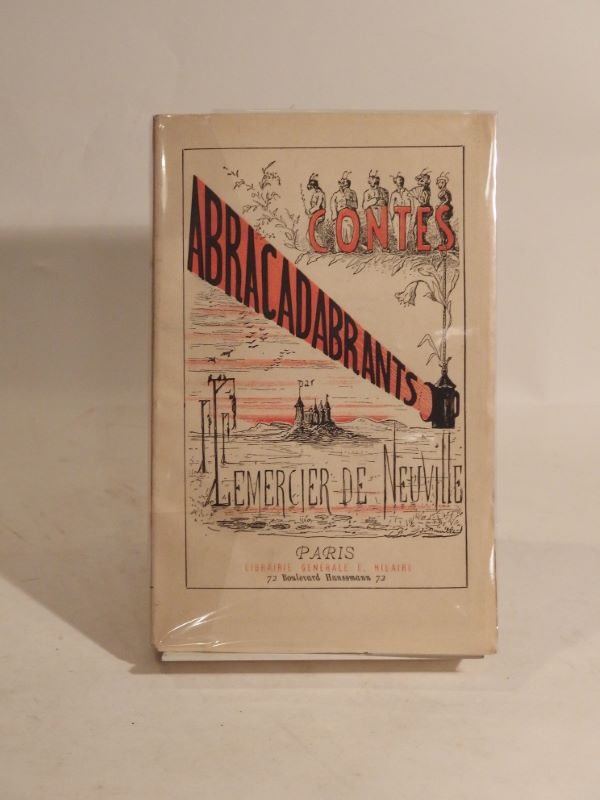 CONTES
ABRACADABRANTS
par
LEMERCIER DE NEUVILLE
PARIS
LIBRAIRIE GÉNÉRALE E. HILAIRE
72 Boulevard Haussmann 72